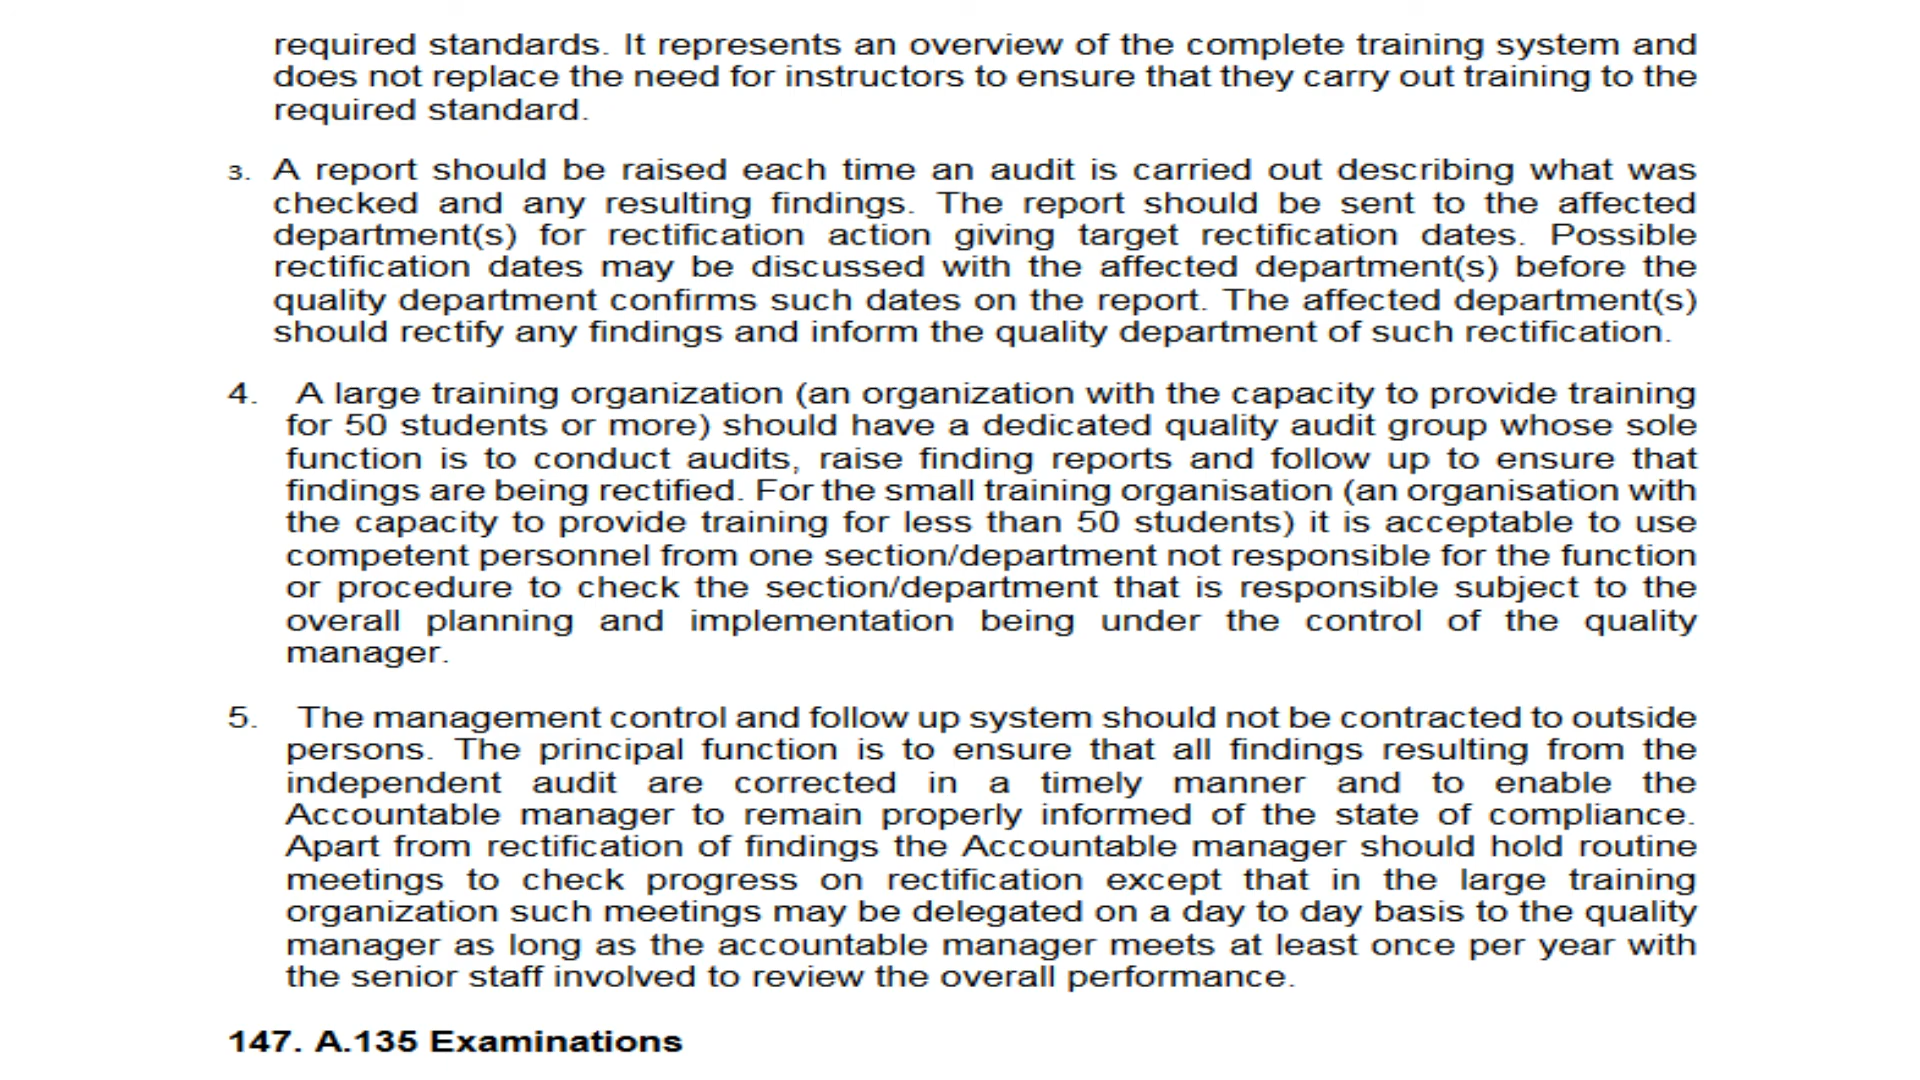 required standards. It represents an overview of the complete training system and
does not replace the need for instructors to ensure that they carry out training to the
required standard.
3. A report should be raised each time an audit is carried out describing what was
checked and any resulting findings. The report should be sent to the affected
department(s) for rectification action giving target rectification dates. Possible
rectification dates may be discussed with the affected department(s) before the
quality department confirms such dates on the report. The affected department(s)
should rectify any findings and inform the quality department of such rectification.
4. A large training organization (an organization with the capacity to provide training
for 50 students or more) should have a dedicated quality audit group whose sole
function is to conduct audits, raise finding reports and follow up to ensure that
findings are being rectified. For the small training organisation (an organisation with
the capacity to provide training for less than 50 students) it is acceptable to use
competent personnel from one section/department not responsible for the function
or procedure to check the section/department that is responsible subject to the
overall planning and implementation being under the control of the quality
manager.
5. The management control and follow up system should not be contracted to outside
persons. The principal function is to ensure that all findings resulting from the
independent audit are corrected in a timely manner and to enable the
Accountable manager to remain properly informed of the state of compliance.
Apart from rectification of findings the Accountable manager should hold routine
meetings to check progress on rectification except that in the large training
organization such meetings may be delegated on a day to day basis to the quality
manager as long as the accountable manager meets at least once per year with
the senior staff involved to review the overall performance.
147. A.135 Examinations